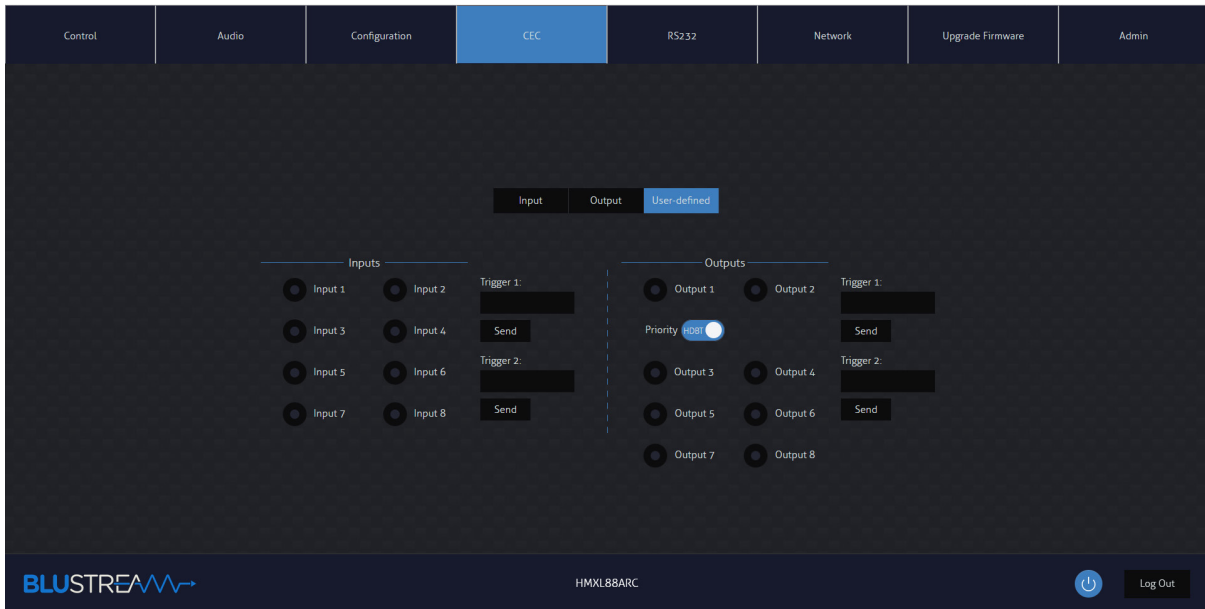 Control Audio Configuration CEC RS232 Network Upgrade Firmware Admin
Input Output User-defined
Inputs
Input 1 Input 2
Input 3 Input 4
Input 5 Input 6
Input 7 Input 8
Trigger 1:
Send
Trigger 2:
Send
Outputs
Output 1 Output 2
Priority HDBT
Output 3 Output 4
Output 5 Output 6
Output 7 Output 8
Trigger 1:
Send
Trigger 2:
Send
BLUSTREAM HMXL88ARC Log Out